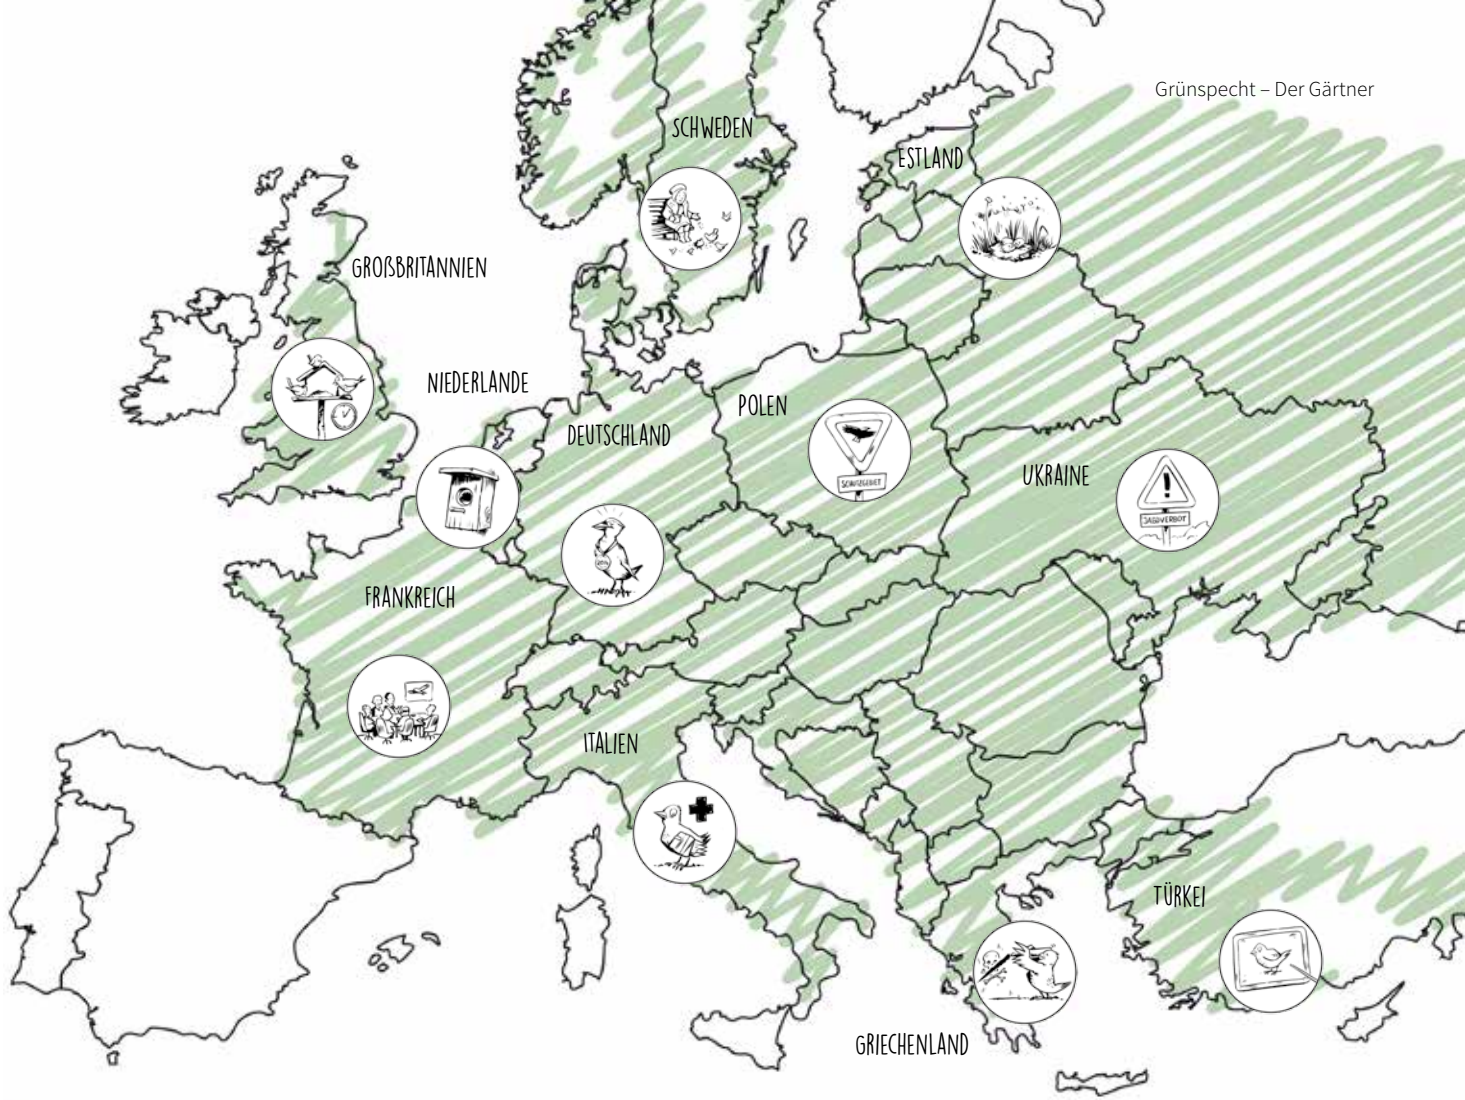 Grünspecht – Der Gärtner
SCHWEDEN
ESTLAND
GROẞBRITANNIEN
NIEDERLANDE
POLEN
DEUTSCHLAND
SCHUTZGEBIET
UKRAINE
JAGDVERBOT
FRANKREICH
ITALIEN
TÜRKEI
GRIECHENLAND